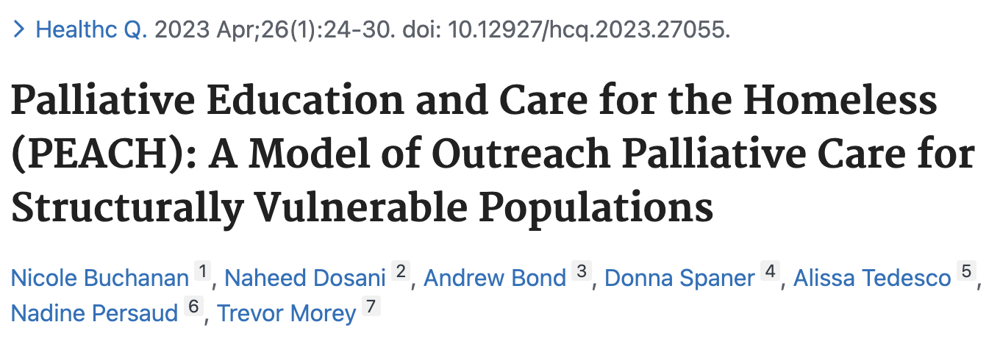 > Healthc Q. 2023 Apr;26(1):24-30. doi: 10.12927/hcq.2023.27055.
Palliative Education and Care for the Homeless
(PEACH): A Model of Outreach Palliative Care for
Structurally Vulnerable Populations
Nicole Buchanan 1, Naheed Dosani 2, Andrew Bond 3, Donna Spaner 4, Alissa Tedesco 5,
Nadine Persaud 6, Trevor Morey 7